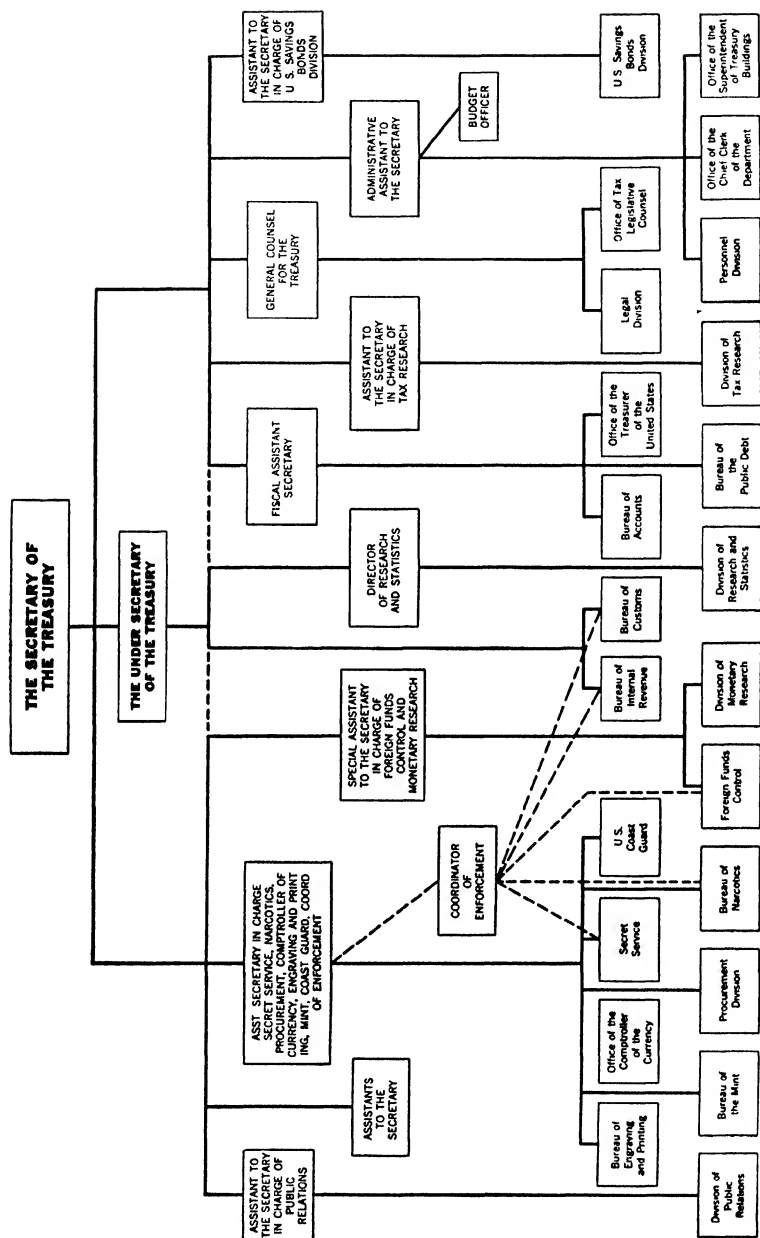 THE SECRETARY OF
THE TREASURY
THE UNDER SECRETARY
OF THE TREASURY
ASSISTANT TO
THE SECRETARY
IN CHARGE OF
PUBLIC
RELATIONS
ASSISTANTS
TO THE
SECRETARY
ASST SECRETARY IN CHARGE
SECRET SERVICE, NARCOTICS,
PROCUREMENT, COMPTROLLER OF
CURRENCY, ENGRAVING AND PRINT
ING, MINT, COAST GUARD, COORD
OF ENFORCEMENT
SPECIAL ASSISTANT
TO THE SECRETARY
IN CHARGE OF
FOREIGN FUNDS
CONTROL AND
MONETARY RESEARCH
DIRECTOR
OF RESEARCH
AND STATISTICS
FISCAL ASSISTANT
SECRETARY
ASSISTANT TO
THE SECRETARY
IN CHARGE OF
TAX RESEARCH
GENERAL COUNSEL
FOR THE
TREASURY
ADMINISTRATIVE
ASSISTANT TO
THE SECRETARY
ASSISTANT TO
THE SECRETARY
IN CHARGE OF
U. S. SAVINGS
BONDS
DIVISION
BUDGET
OFFICER
COORDINATOR
OF
ENFORCEMENT
Bureau of
Engraving
and Printing
Office of the
Comptroller
of the
Currency
Secret
Service
U.S.
Coast
Guard
Bureau of
Internal
Revenue
Bureau of
Customs
Bureau of
Accounts
Office of the
Treasurer
of the
United States
Legal
Division
Office of Tax
Legislative
Counsel
U S Savings
Bonds
Division
Division of
Public
Relations
Bureau of
the Mint
Procurement
Division
Bureau of
Narcotics
Foreign Funds
Control
Division of
Monetary
Research
Division of
Research and
Statistics
Bureau of
the
Public Debt
Division of
Tax Research
Personnel
Division
Office of the
Chief Clerk
of the
Department
Office of the
Superintendent
of Treasury
Buildings